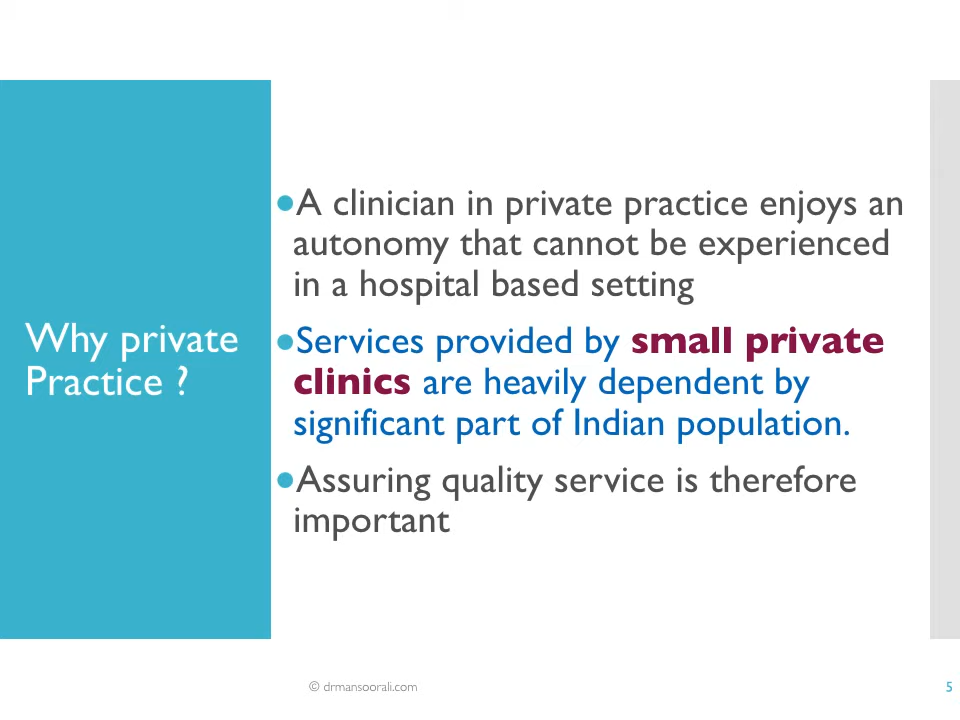 Why private
Practice ?
●A clinician in private practice enjoys an
autonomy that cannot be experienced
in a hospital based setting
●Services provided by small private
clinics are heavily dependent by
significant part of Indian population.
●Assuring quality service is therefore
important
© drmansoorali.com
5